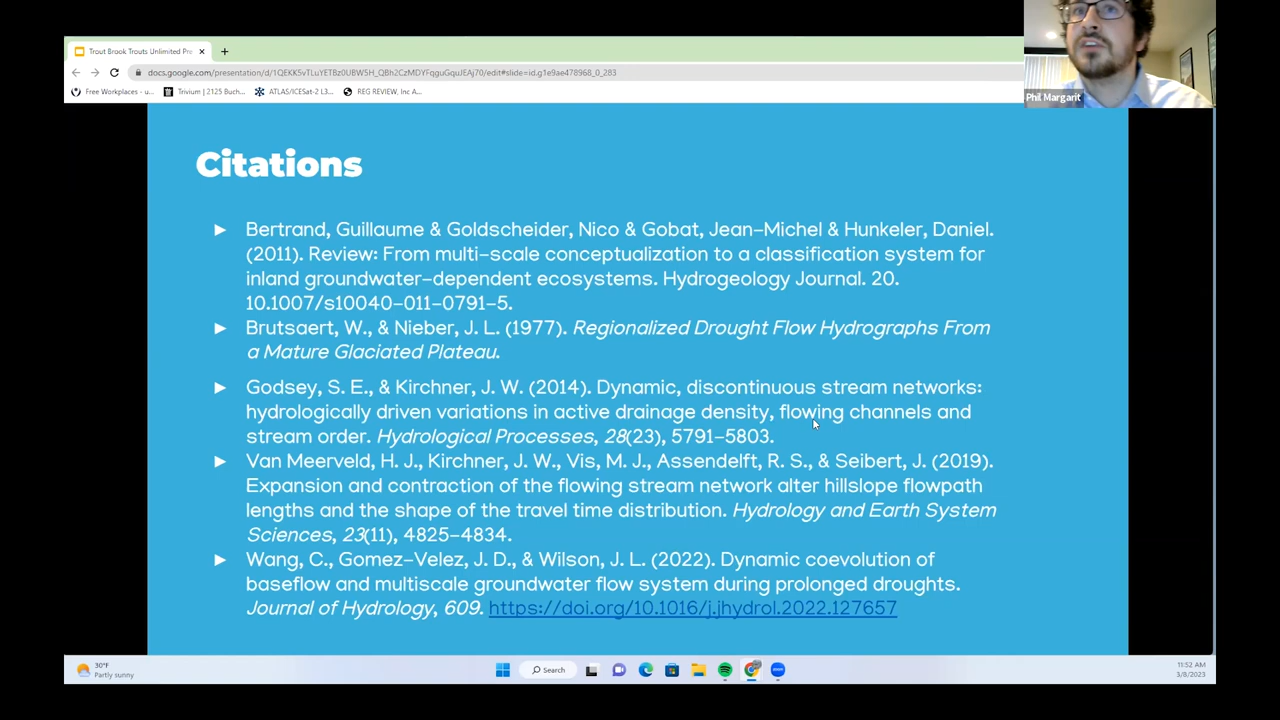 Trout Brook Trouts Unlimited Pre
docs.google.com/presentation/d/1QEKK5vTLuYETBz0UBW5H_QBh2CzMDYFqguGquJEAj70/edit#slide=id.g1e9ae478968_0_283
Free Workplaces - u... Trivium | 2125 Buch... ATLAS/ICESat-2 L3... REG REVIEW, Inc A...
Phil Margarit
Citations
► Bertrand, Guillaume & Goldscheider, Nico & Gobat, Jean-Michel & Hunkeler, Daniel.
(2011). Review: From multi-scale conceptualization to a classification system for
inland groundwater-dependent ecosystems. Hydrogeology Journal. 20.
10.1007/s10040-011-0791-5.
► Brutsaert, W., & Nieber, J. L. (1977). Regionalized Drought Flow Hydrographs From
a Mature Glaciated Plateau.
► Godsey, S. E., & Kirchner, J. W. (2014). Dynamic, discontinuous stream networks:
hydrologically driven variations in active drainage density, flowing channels and
stream order. Hydrological Processes, 28(23), 5791-5803.
► Van Meerveld, H. J., Kirchner, J. W., Vis, M. J., Assendelft, R. S., & Seibert, J. (2019).
Expansion and contraction of the flowing stream network alter hillslope flowpath
lengths and the shape of the travel time distribution. Hydrology and Earth System
Sciences, 23(11), 4825-4834.
► Wang, C., Gomez-Velez, J. D., & Wilson, J. L. (2022). Dynamic coevolution of
baseflow and multiscale groundwater flow system during prolonged droughts.
Journal of Hydrology, 609. https://doi.org/10.1016/j.jhydrol.2022.127657
30°F
Partly sunny
Search
zoom
11:52 AM
3/8/2023